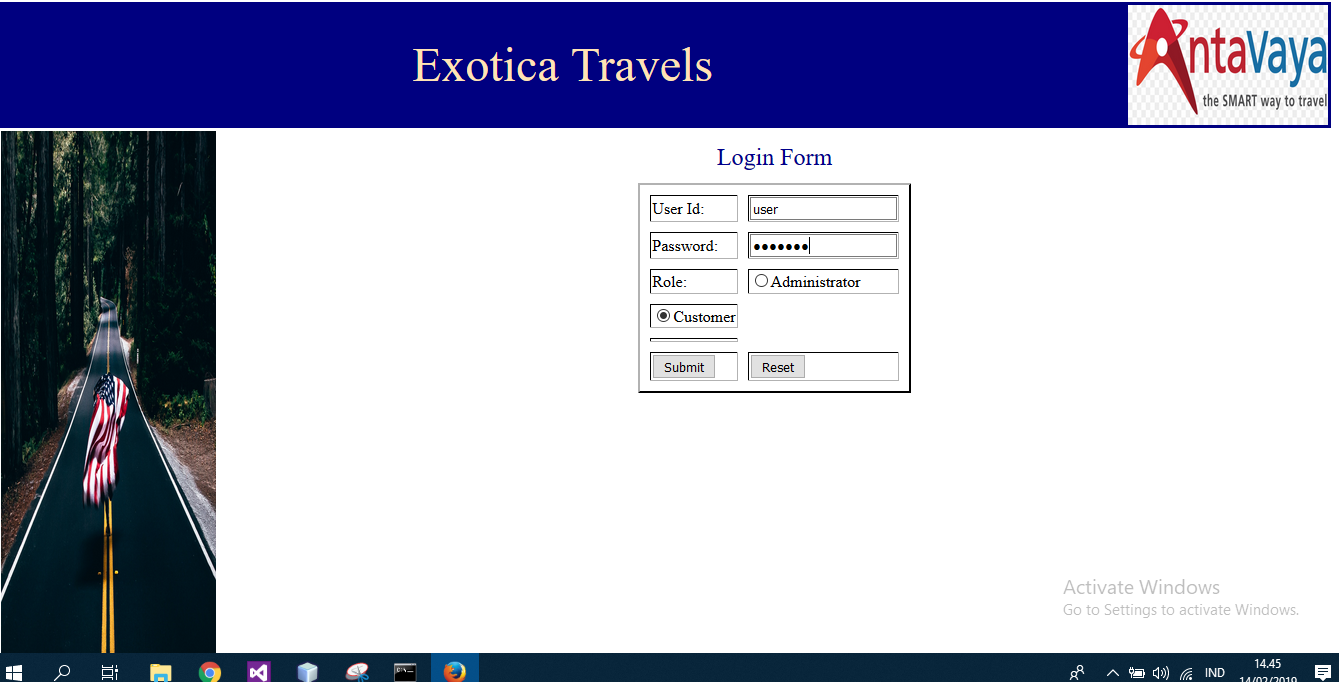 Exotica Travels
AntaVaya
the SMART way to travel
Login Form
User Id:
user
Password:
Role:
Administrator
Customer
Submit
Reset
Activate Windows
Go to Settings to activate Windows.
IND
14.45
14/02/2019